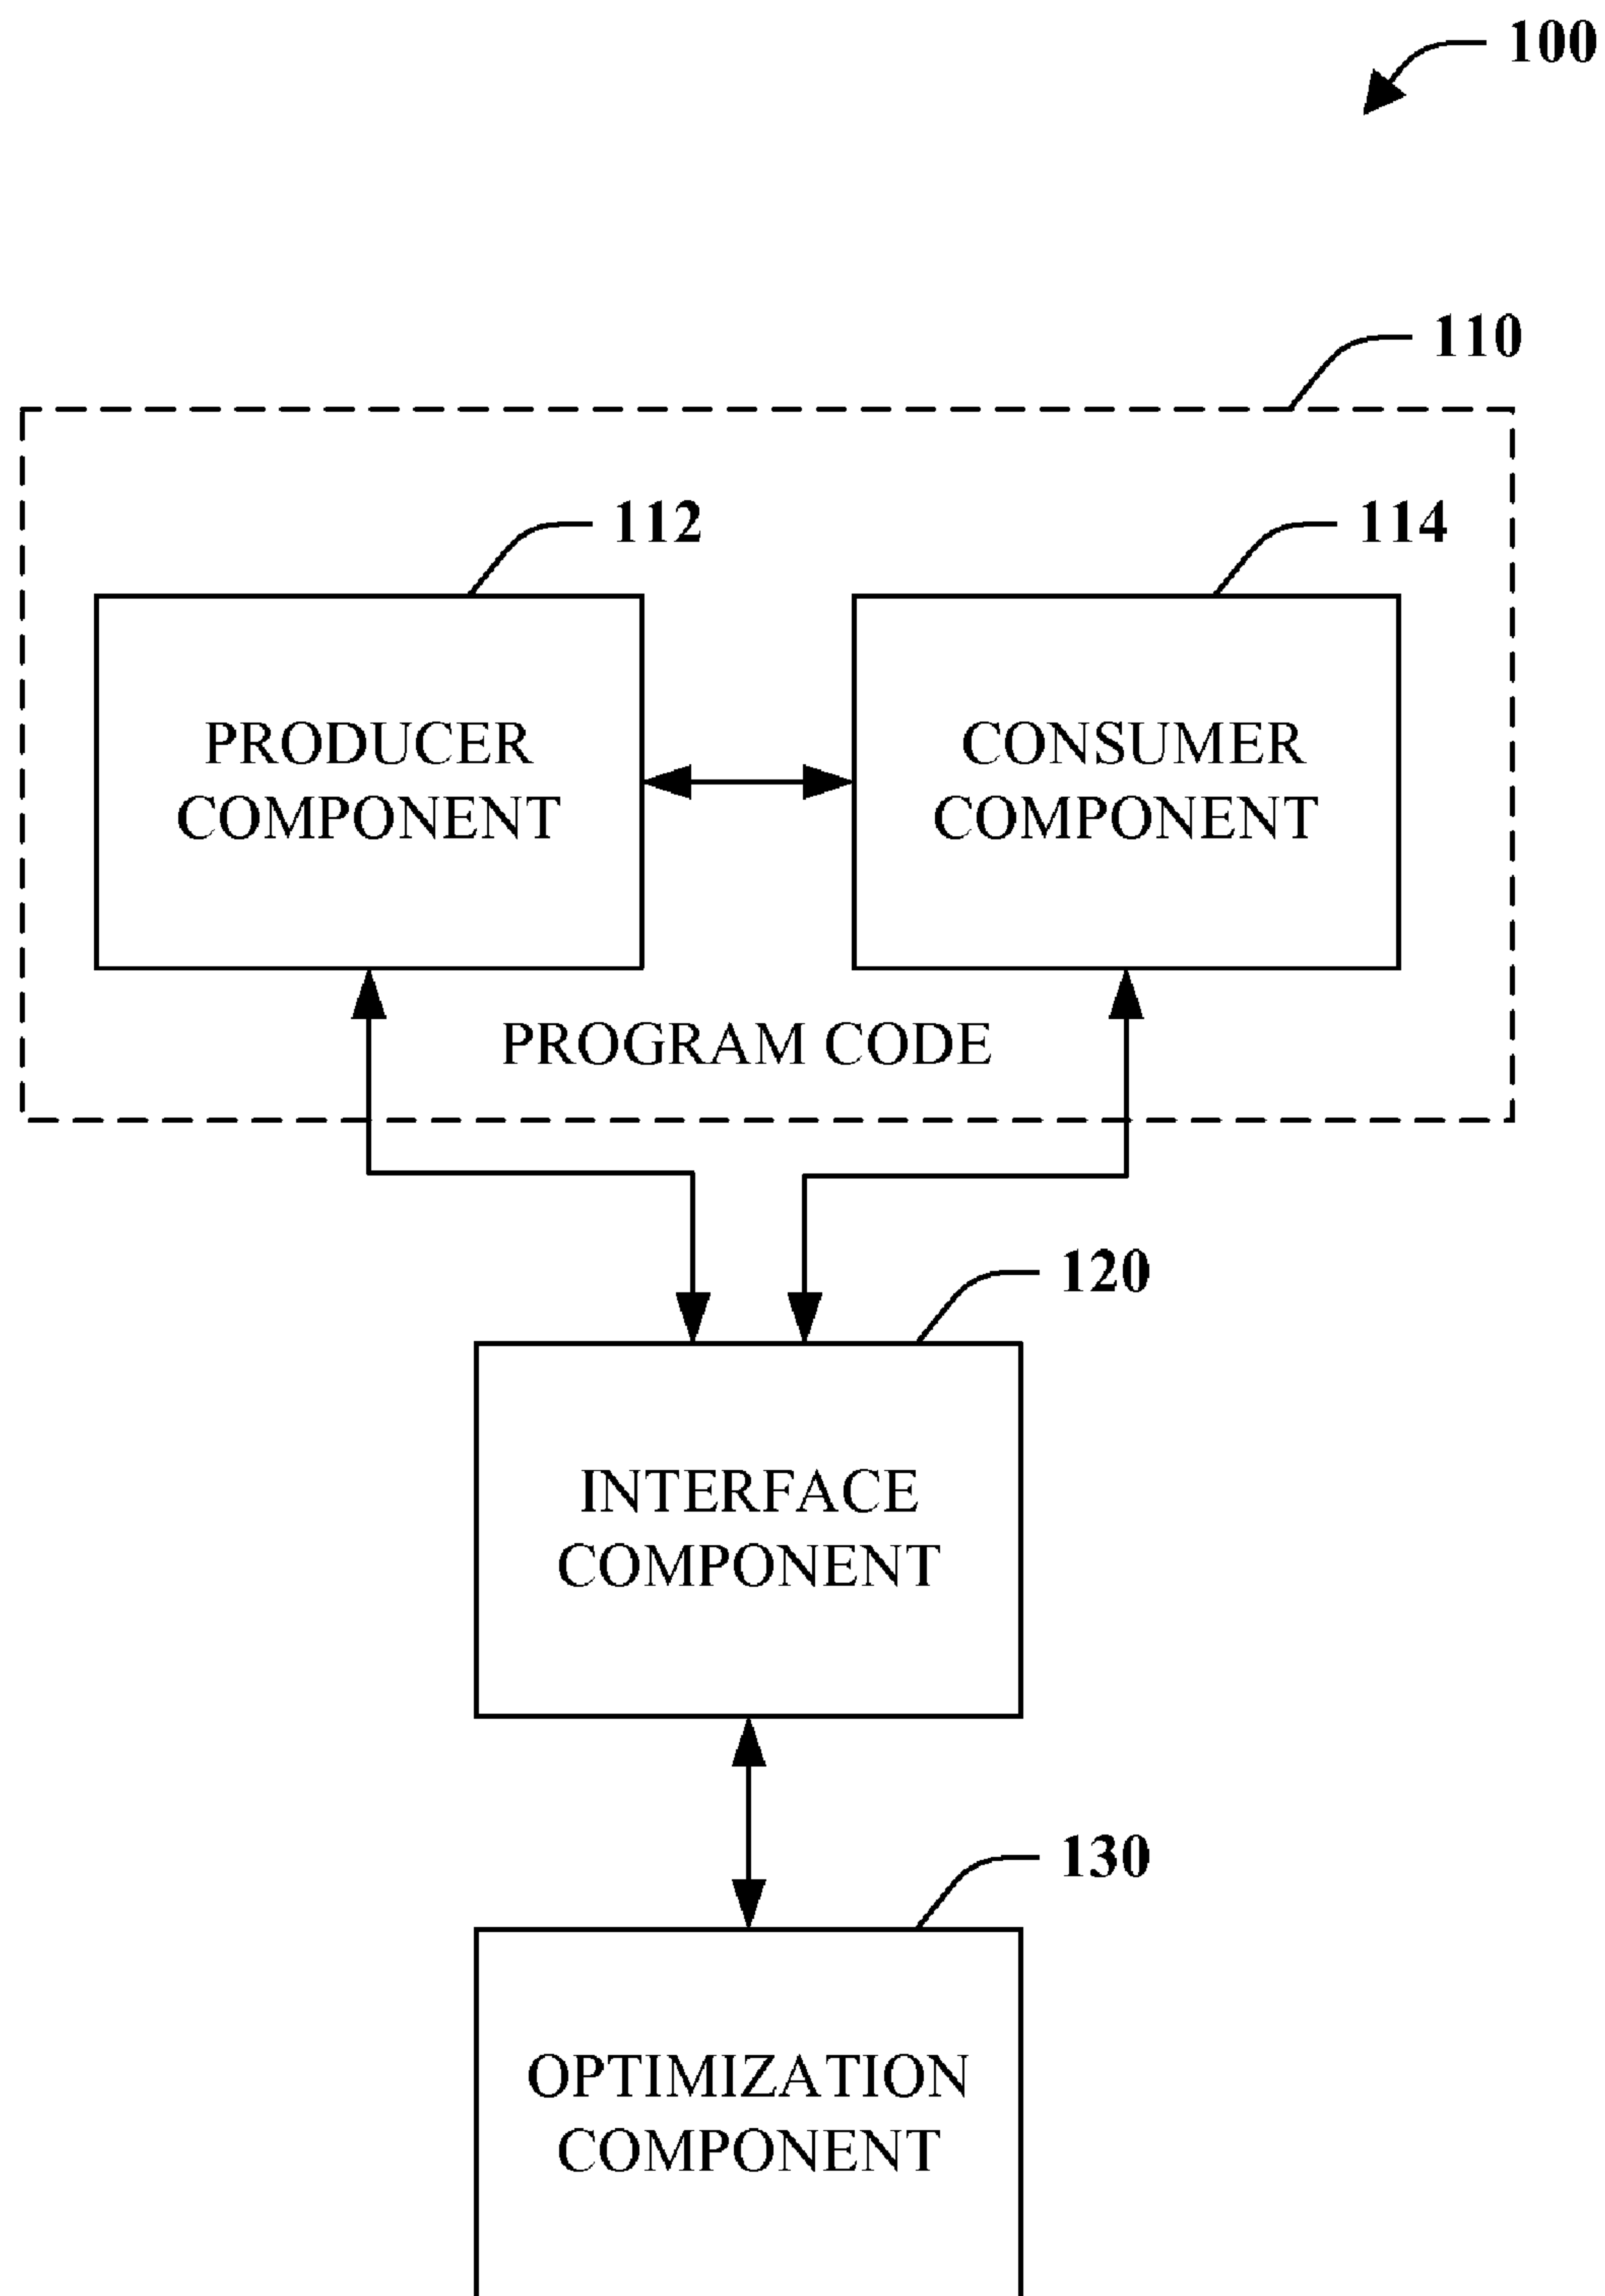 100
110
112
114
PRODUCER
COMPONENT
CONSUMER
COMPONENT
PROGRAM CODE
120
INTERFACE
COMPONENT
130
OPTIMIZATION
COMPONENT